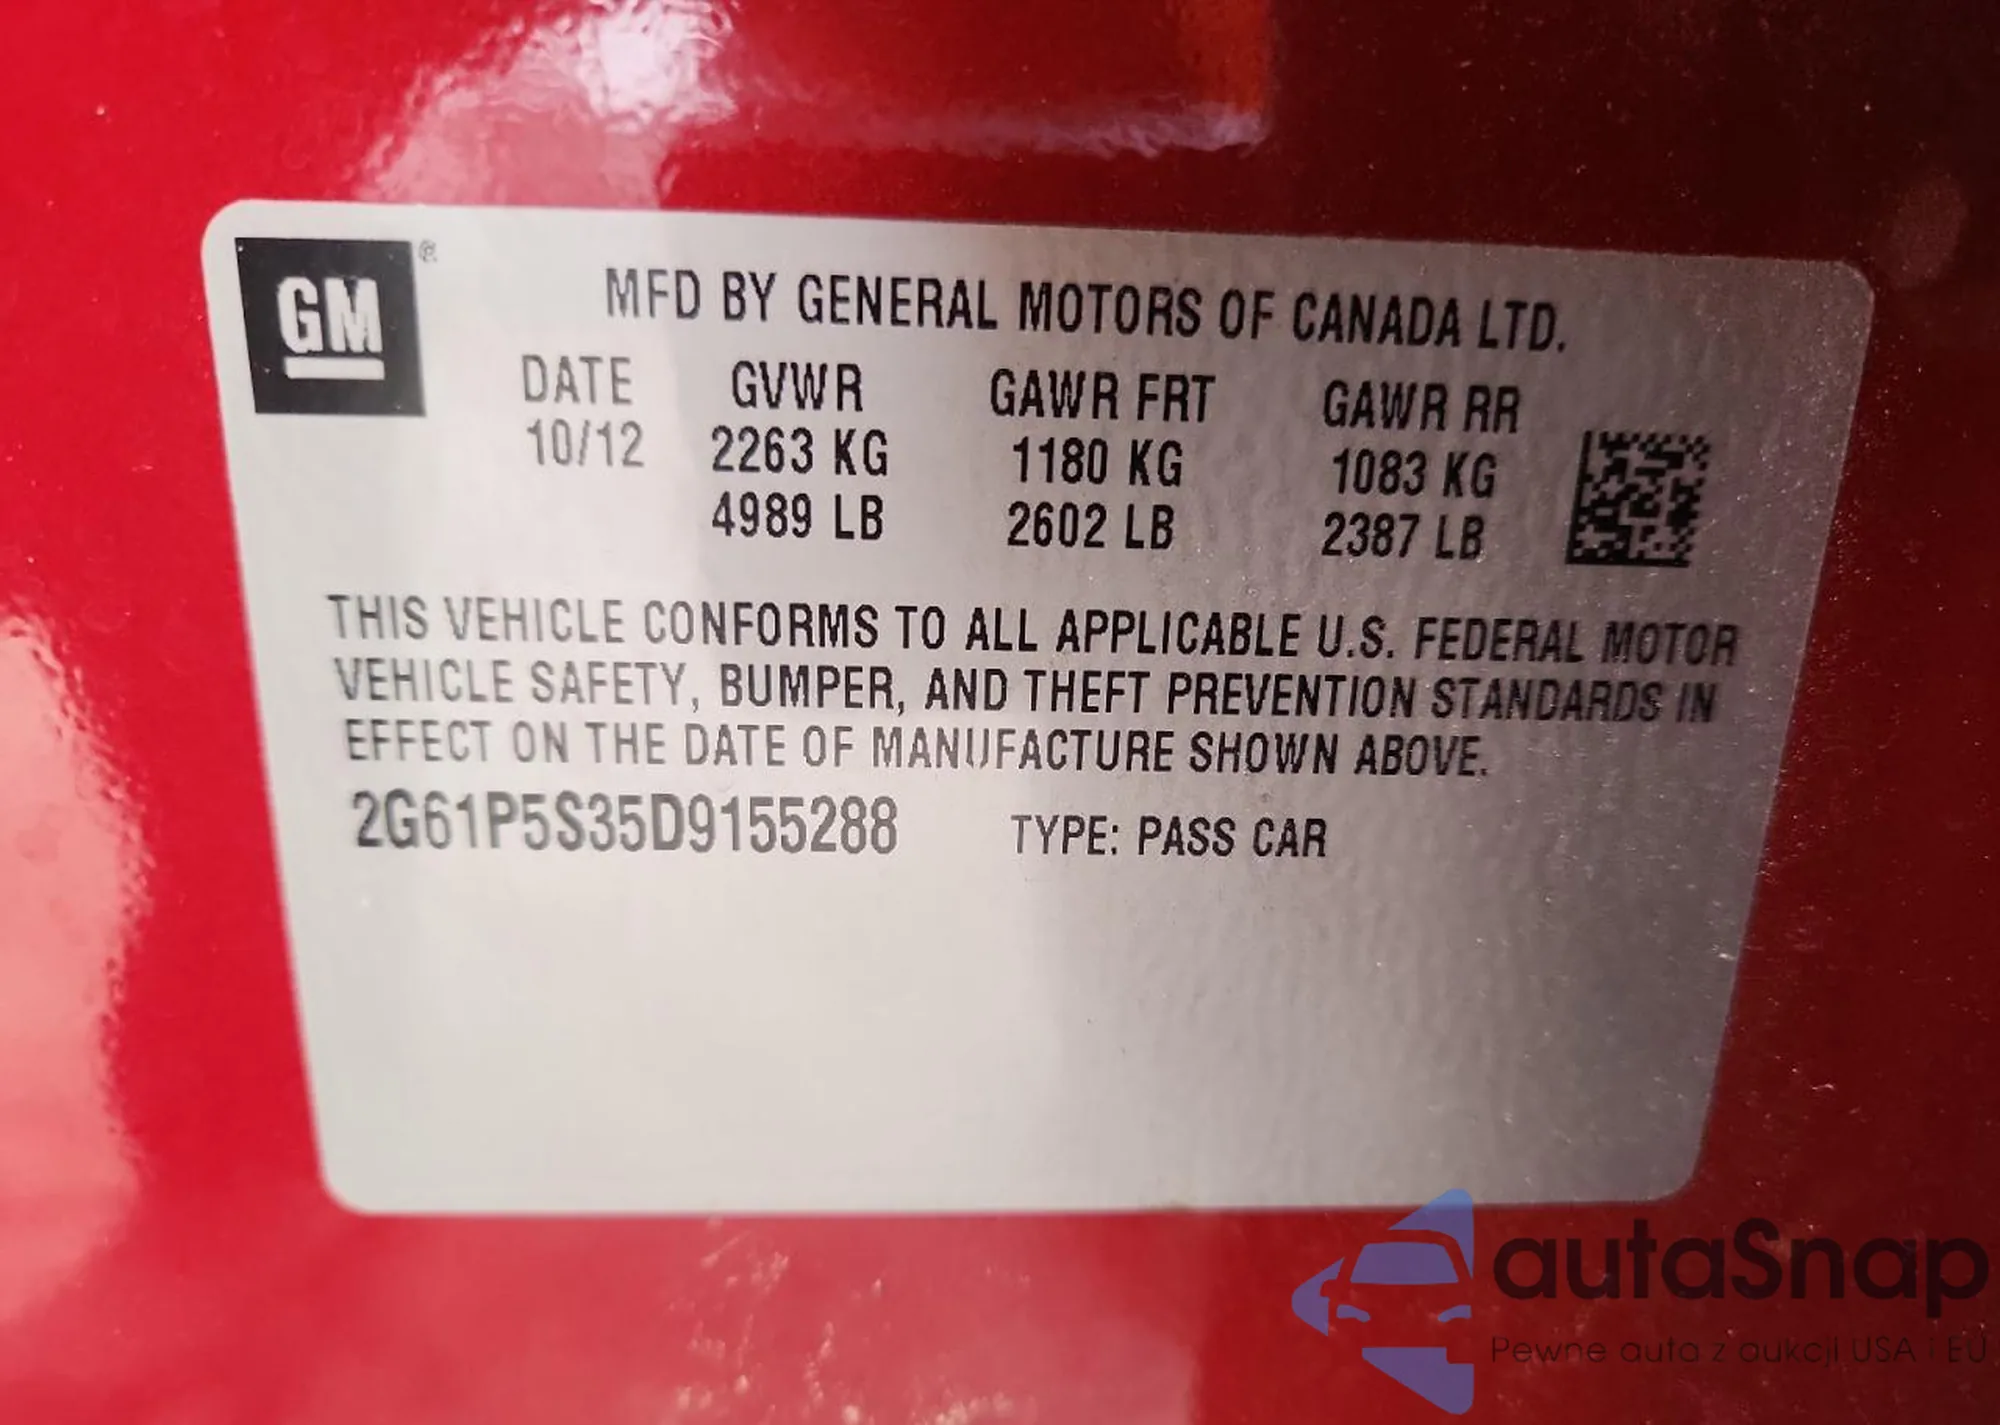 GM®
MFD BY GENERAL MOTORS OF CANADA LTD.
DATE GVWR GAWR FRT GAWR RR
10/12 2263 KG 1180 KG 1083 KG
4989 LB 2602 LB 2387 LB
THIS VEHICLE CONFORMS TO ALL APPLICABLE U.S. FEDERAL MOTOR
VEHICLE SAFETY, BUMPER, AND THEFT PREVENTION STANDARDS IN
EFFECT ON THE DATE OF MANUFACTURE SHOWN ABOVE.
2G61P5S35D9155288 TYPE: PASS CAR
autaSnap
Pewne auta z aukcji USA i EU